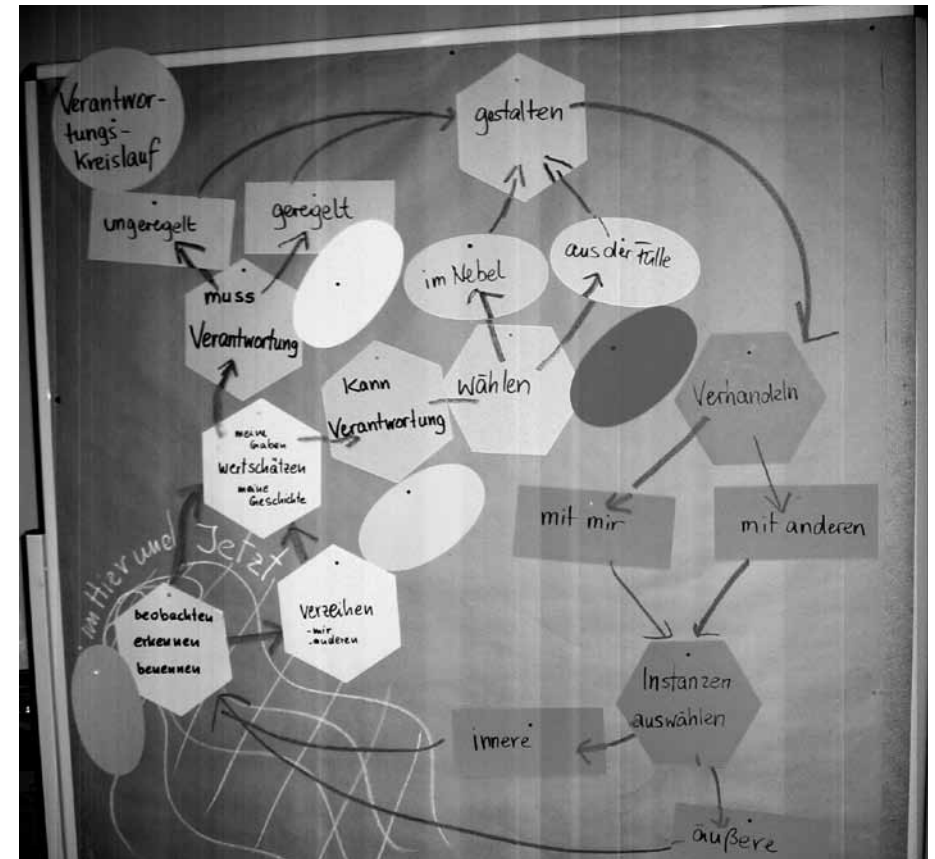 Verantwor-
tungs-
kreislauf
gestalten
ungeregelt
geregelt
im Nebel
aus der Fülle
muss
Verantwortung
Kann
Verantwortung
wählen
Verhandeln
meine
Gaben
wertschätzen
meine
Geschichte
mit mir
mit anderen
im Hier und Jetzt
beobachten
erkennen
benennen
verzeihen
-mir
-anderen
Instanzen
auswählen
innere
äußere